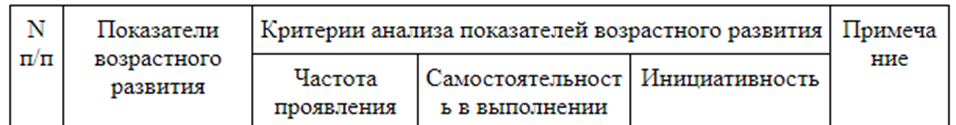 N
п/п
Показатели
возрастного
развития
Критерии анализа показателей возрастного развития
Частота
проявления
Самостоятельност
ь в выполнении
Инициативность
Примеча
ние